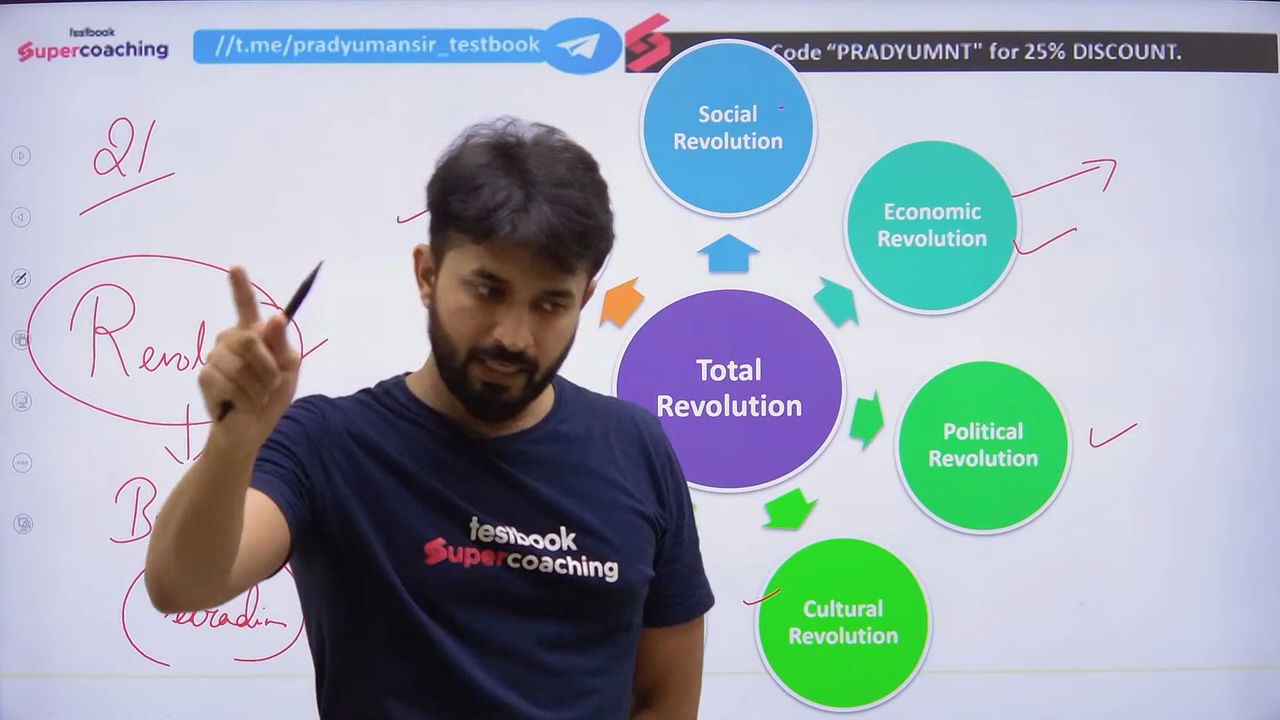 testbook
Supercoaching
//t.me/pradyumansir_testbook
ode “PRADYUMNT" for 25% DISCOUNT.
21
Social
Revolution
Economic
Revolution
Total
Revolution
Political
Revolution
Cultural
Revolution
testbook
Supercoaching